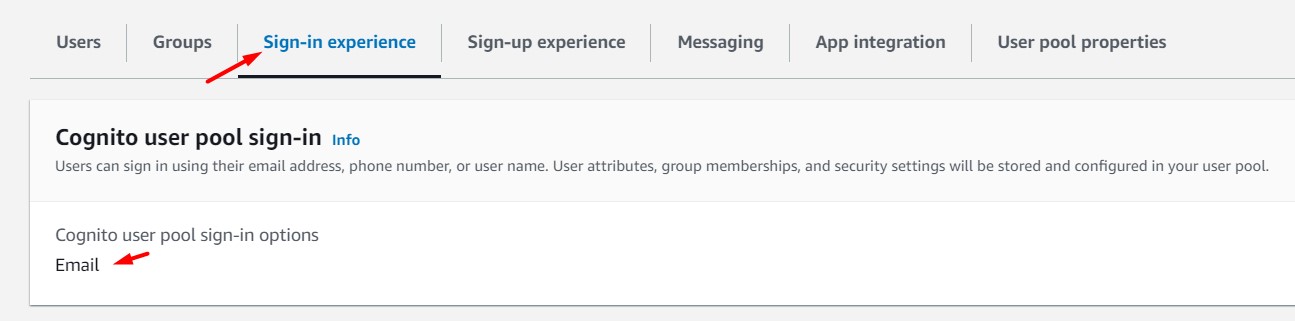 Users Groups Sign-in experience Sign-up experience Messaging App integration User pool properties
Cognito user pool sign-in Info
Users can sign in using their email address, phone number, or user name. User attributes, group memberships, and security settings will be stored and configured in your user pool.
Cognito user pool sign-in options
Email